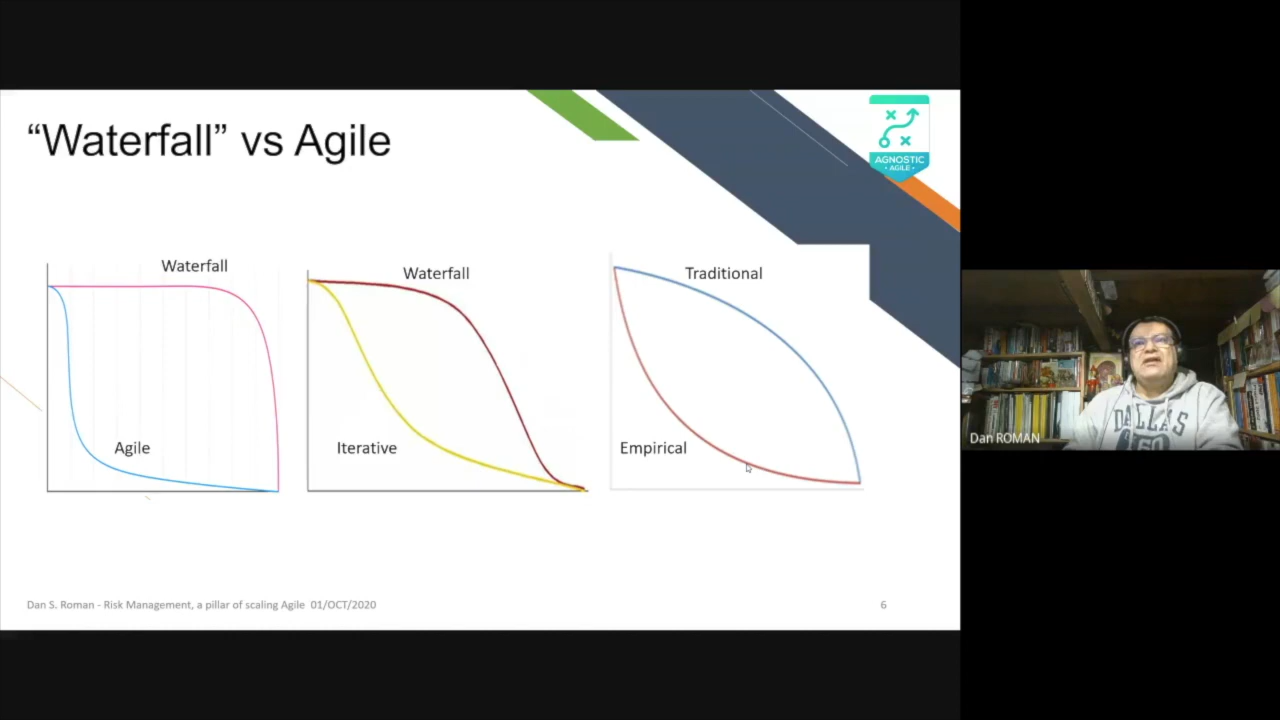 “Waterfall” vs Agile
AGNOSTIC
• AGILE •
Waterfall
Agile
Waterfall
Iterative
Traditional
Empirical
Dan S. Roman - Risk Management, a pillar of scaling Agile 01/OCT/2020
6
Dan ROMAN
DALLAS